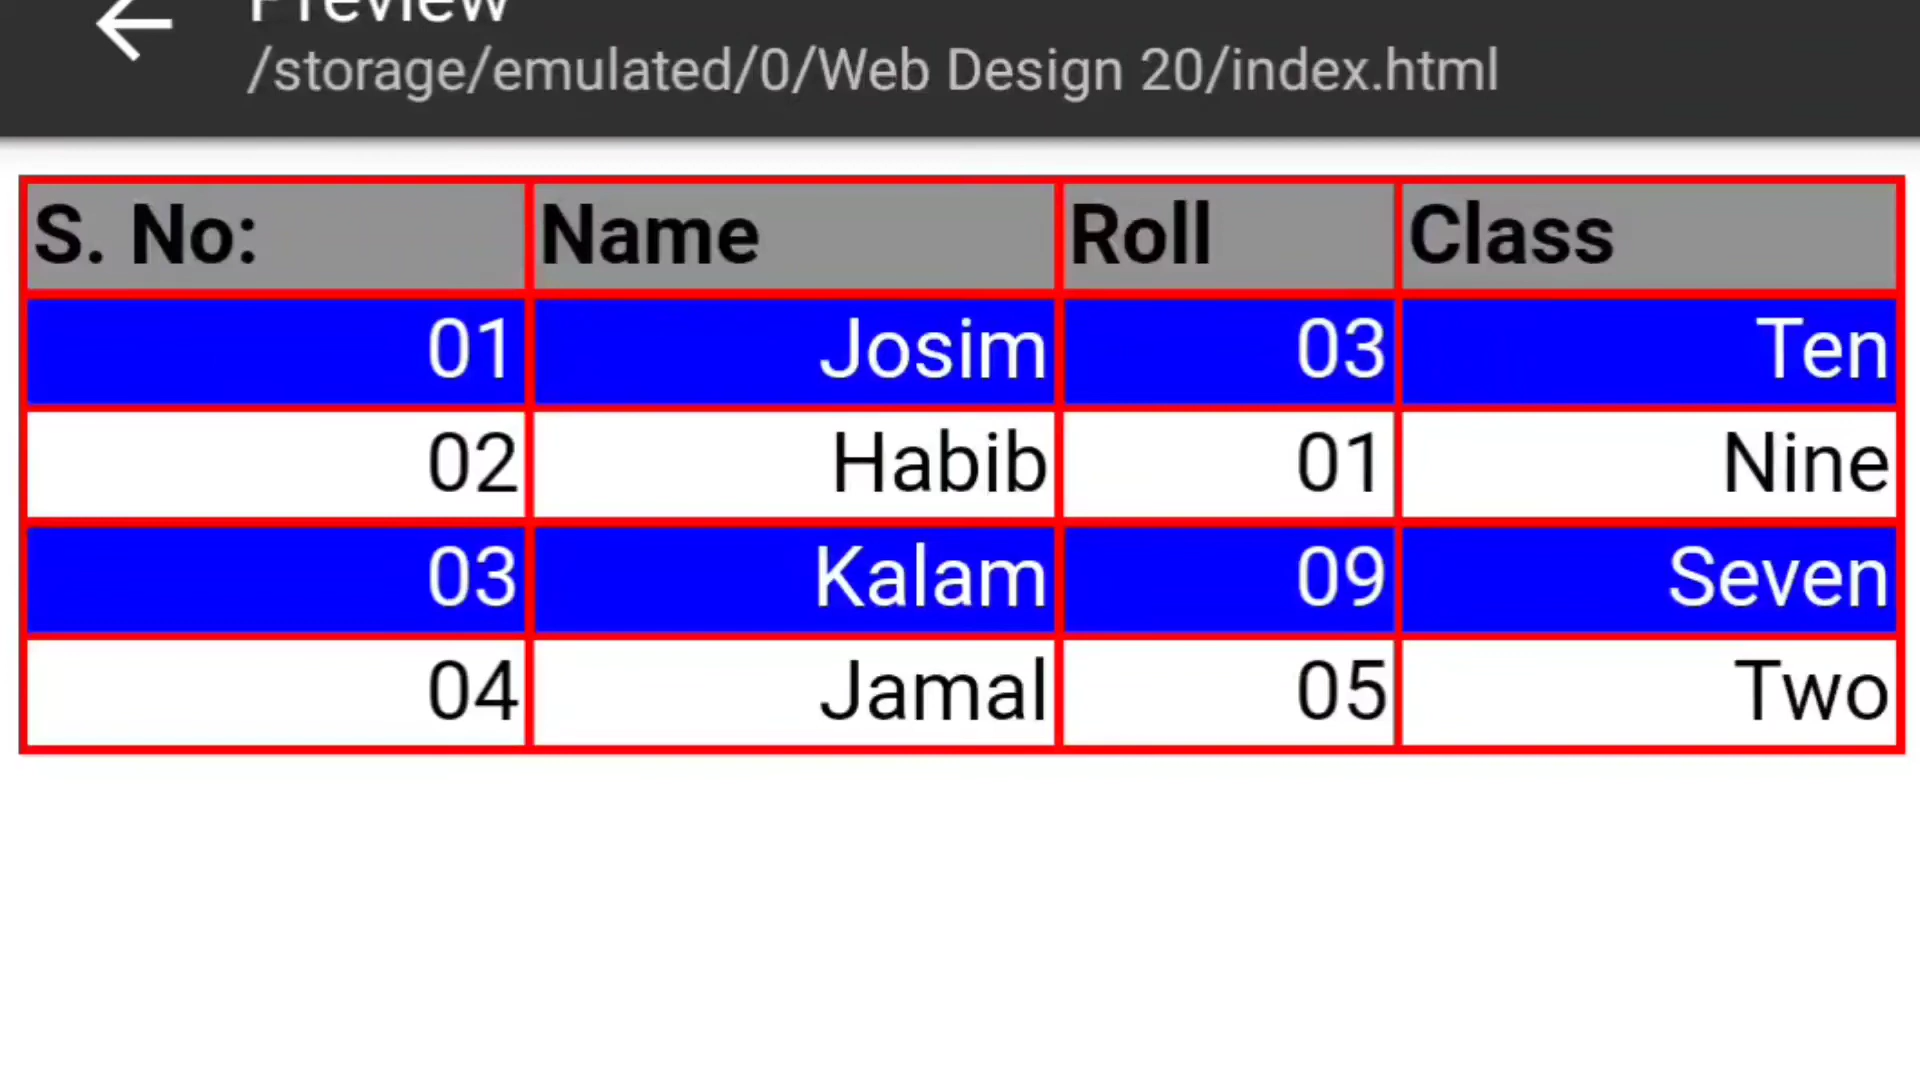 Preview
/storage/emulated/0/Web Design 20/index.html
S. No: Name Roll Class
01 Josim 03 Ten
02 Habib 01 Nine
03 Kalam 09 Seven
04 Jamal 05 Two